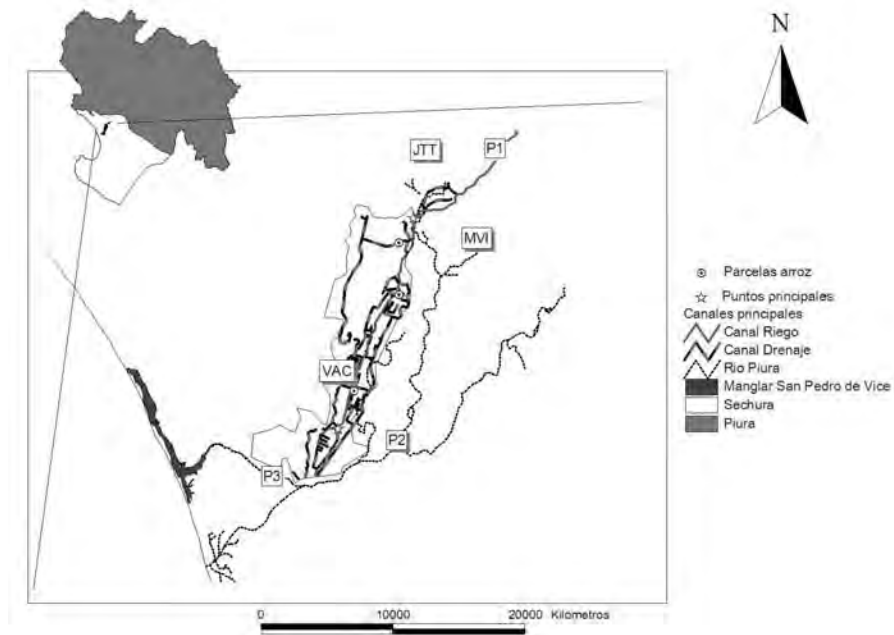 N
JTT
P1
MVI
VAC
P2
P3
Parcelas arroz
Puntos principales
Canales principales
Canal Riego
Canal Drenaje
Rio Piura
Manglar San Pedro de Vice
Sechura
Piura
0 10000 20000 Kilometros